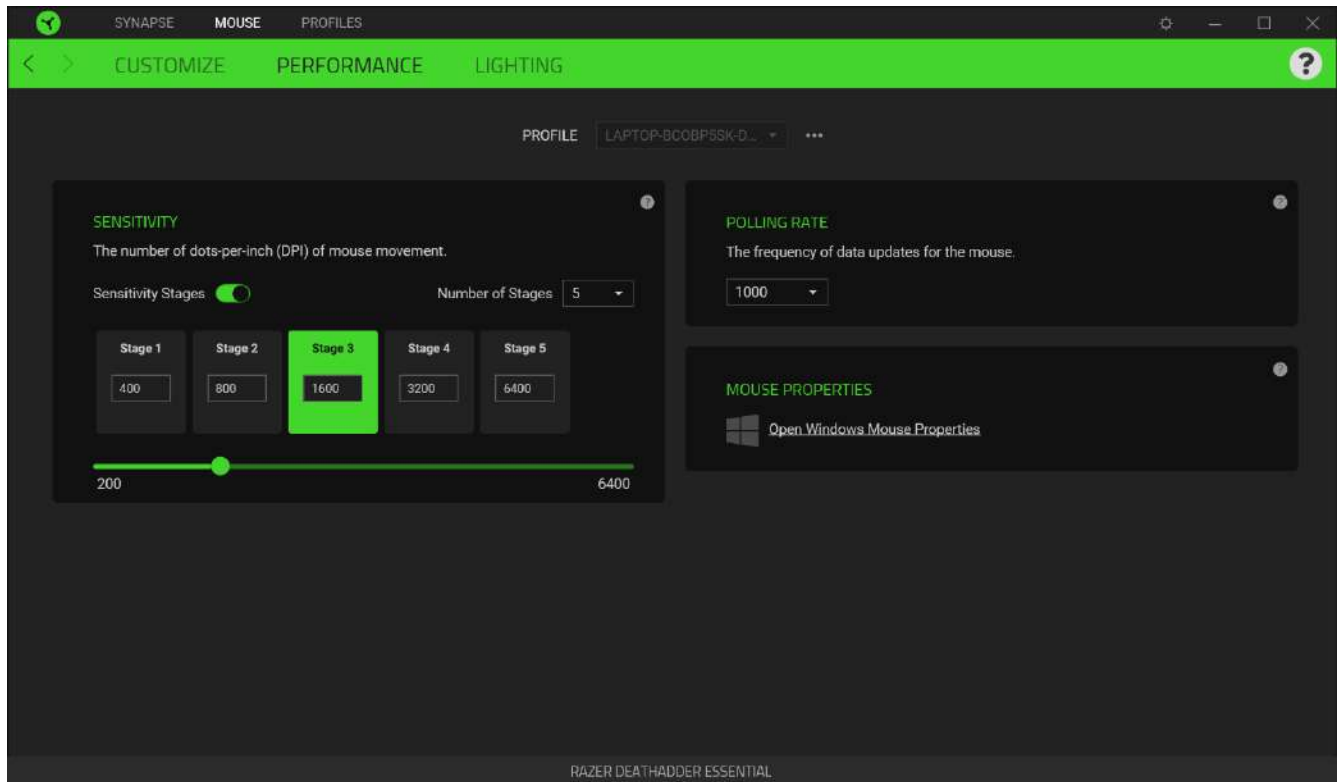 SYNAPSE MOUSE PROFILES
CUSTOMIZE PERFORMANCE LIGHTING
?
PROFILE LAPTOP-BCOBP5SK-D... •••
SENSITIVITY
The number of dots-per-inch (DPI) of mouse movement.
Sensitivity Stages Number of Stages 5
Stage 1 Stage 2 Stage 3 Stage 4 Stage 5
400 800 1600 3200 6400
200 6400
POLLING RATE
The frequency of data updates for the mouse.
1000
MOUSE PROPERTIES
Open Windows Mouse Properties
RAZER DEATHADDER ESSENTIAL